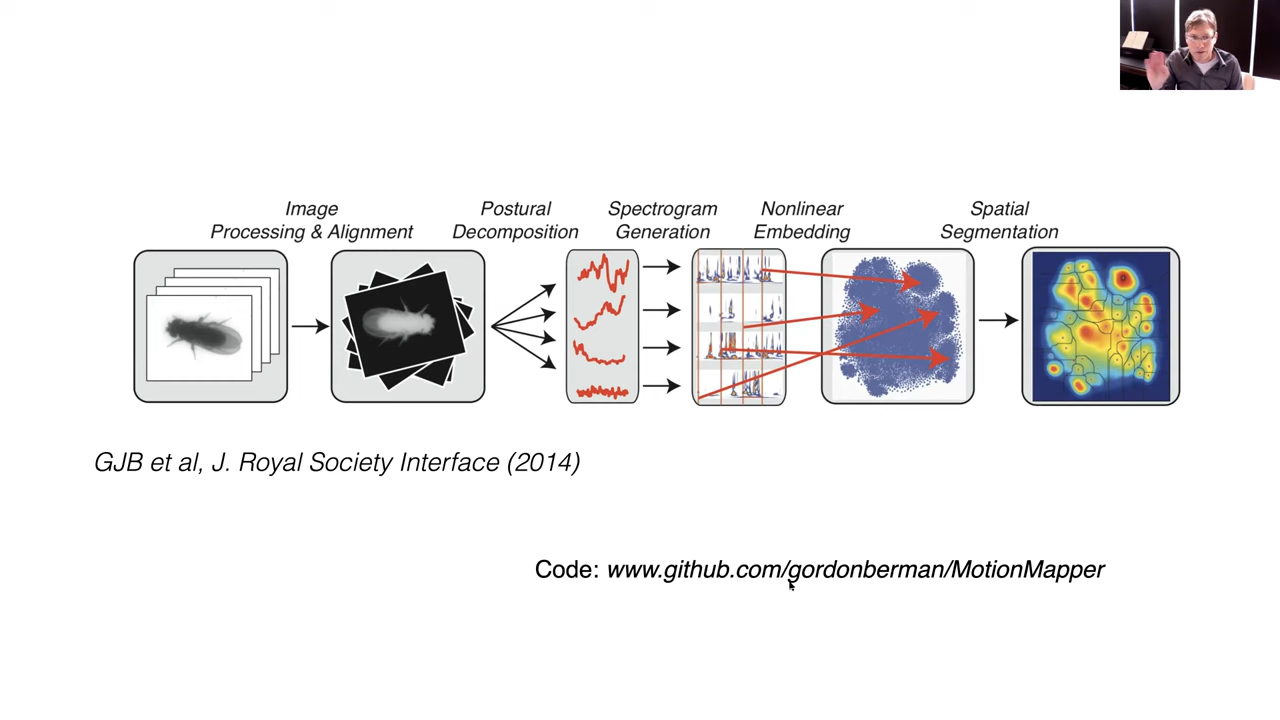 Image
Processing & Alignment
Postural
Decomposition
Spectrogram
Generation
Nonlinear
Embedding
Spatial
Segmentation
GJB et al, J. Royal Society Interface (2014)
Code: www.github.com/gordonberman/MotionMapper